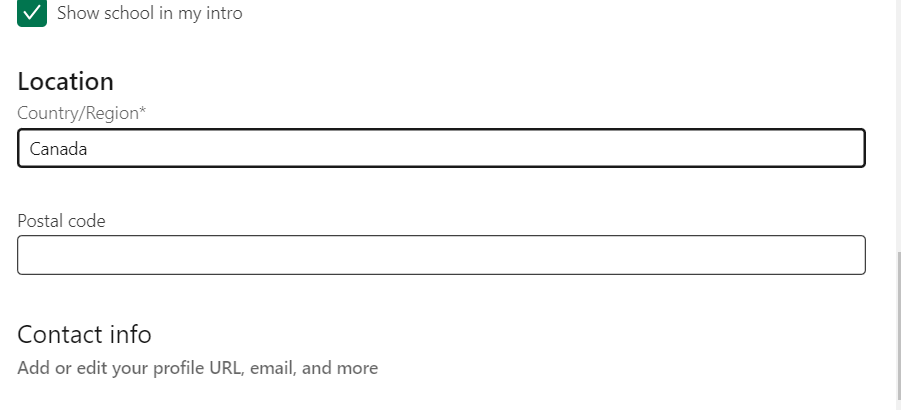 Show school in my intro
Location
Country/Region*
Canada
Postal code
Contact info
Add or edit your profile URL, email, and more